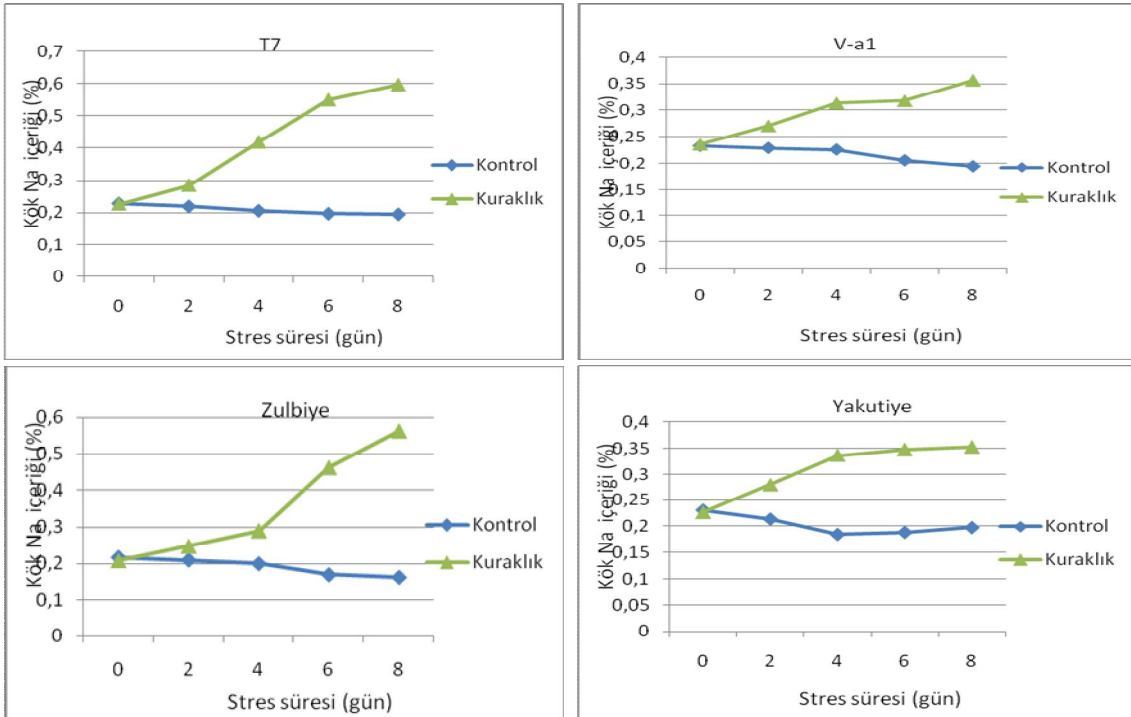 T7
Kök Na içeriği (%)
0,7
0,6
0,5
0,4
0,3
0,2
0,1
0
0 2 4 6 8
Stres süresi (gün)
Kontrol
Kuraklık
V-a1
Kök Na içeriği (%)
0,4
0,35
0,3
0,25
0,2
0,15
0,1
0,05
0
0 2 4 6 8
Stres süresi (gün)
Kontrol
Kuraklık
Zulbiye
Kök Na içeriği (%)
0,6
0,5
0,4
0,3
0,2
0,1
0
0 2 4 6 8
Stres süresi (gün)
Kontrol
Kuraklık
Yakutiye
Kök Na içeriği (%)
0,4
0,35
0,3
0,25
0,2
0,15
0,1
0,05
0
0 2 4 6 8
Stres süresi (gün)
Kontrol
Kuraklık